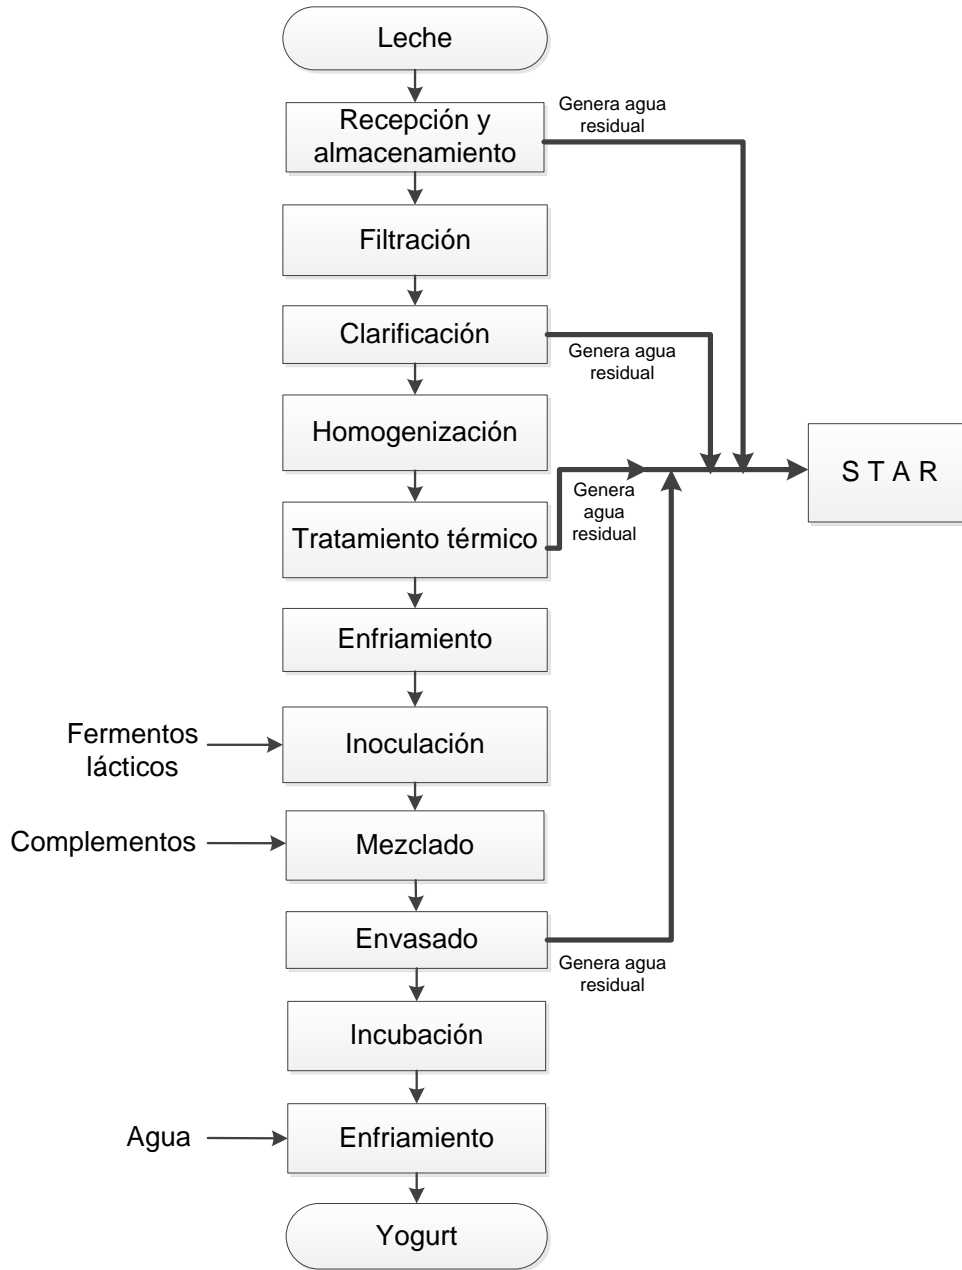 Leche
Genera agua
residual
Recepción y
almacenamiento
Filtración
Clarificación
Genera agua
residual
Homogenización
S T A R
Genera
agua
residual
Tratamiento térmico
Enfriamiento
Fermentos
lácticos
Inoculación
Complementos
Mezclado
Envasado
Genera agua
residual
Incubación
Agua
Enfriamiento
Yogurt